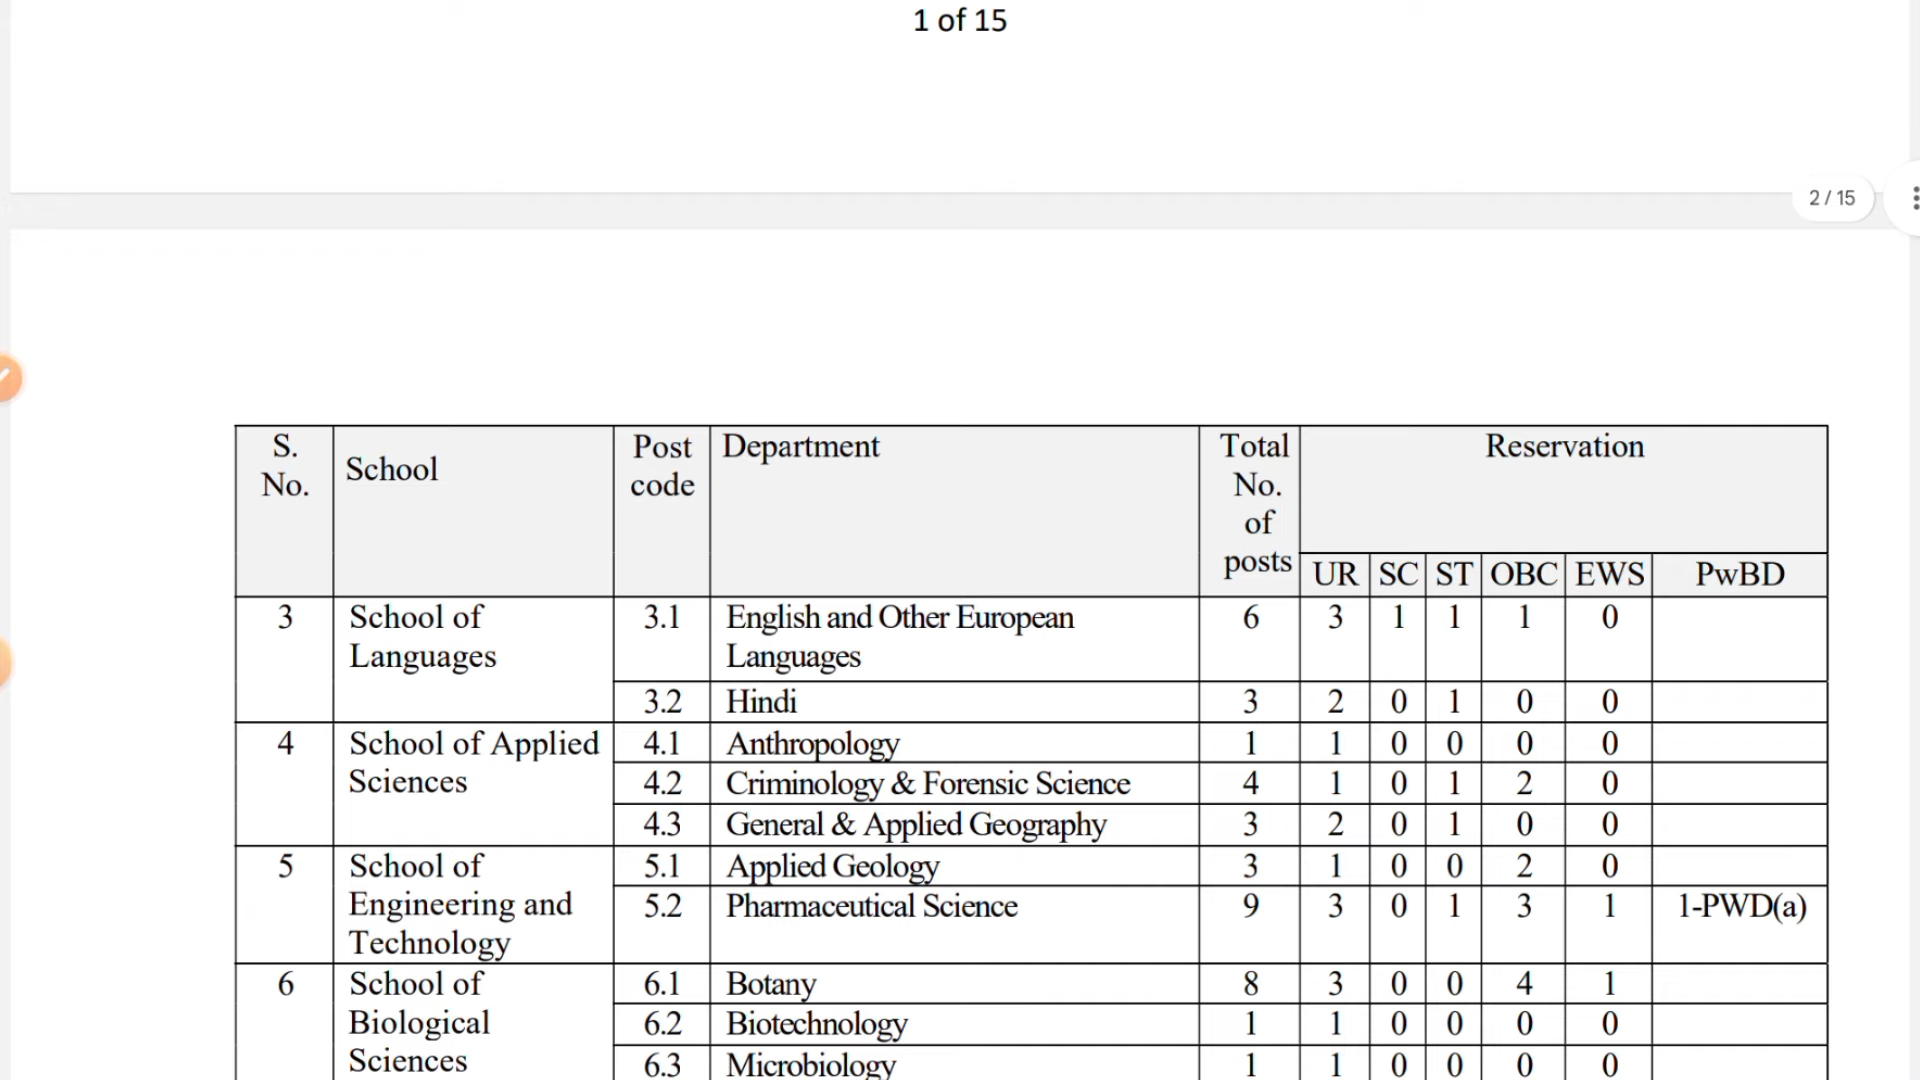 1 of 15
2 / 15
S. No. School Post code Department Total No. of posts Reservation
UR SC ST OBC EWS PwBD
3 School of Languages 3.1 English and Other European Languages 6 3 1 1 1 0
3.2 Hindi 3 2 0 1 0 0
4 School of Applied Sciences 4.1 Anthropology 1 1 0 0 0 0
4.2 Criminology & Forensic Science 4 1 0 1 2 0
4.3 General & Applied Geography 3 2 0 1 0 0
5 School of Engineering and Technology 5.1 Applied Geology 3 1 0 0 2 0
5.2 Pharmaceutical Science 9 3 0 1 3 1 1-PWD(a)
6 School of Biological Sciences 6.1 Botany 8 3 0 0 4 1
6.2 Biotechnology 1 1 0 0 0 0
6.3 Microbiology 1 1 0 0 0 0